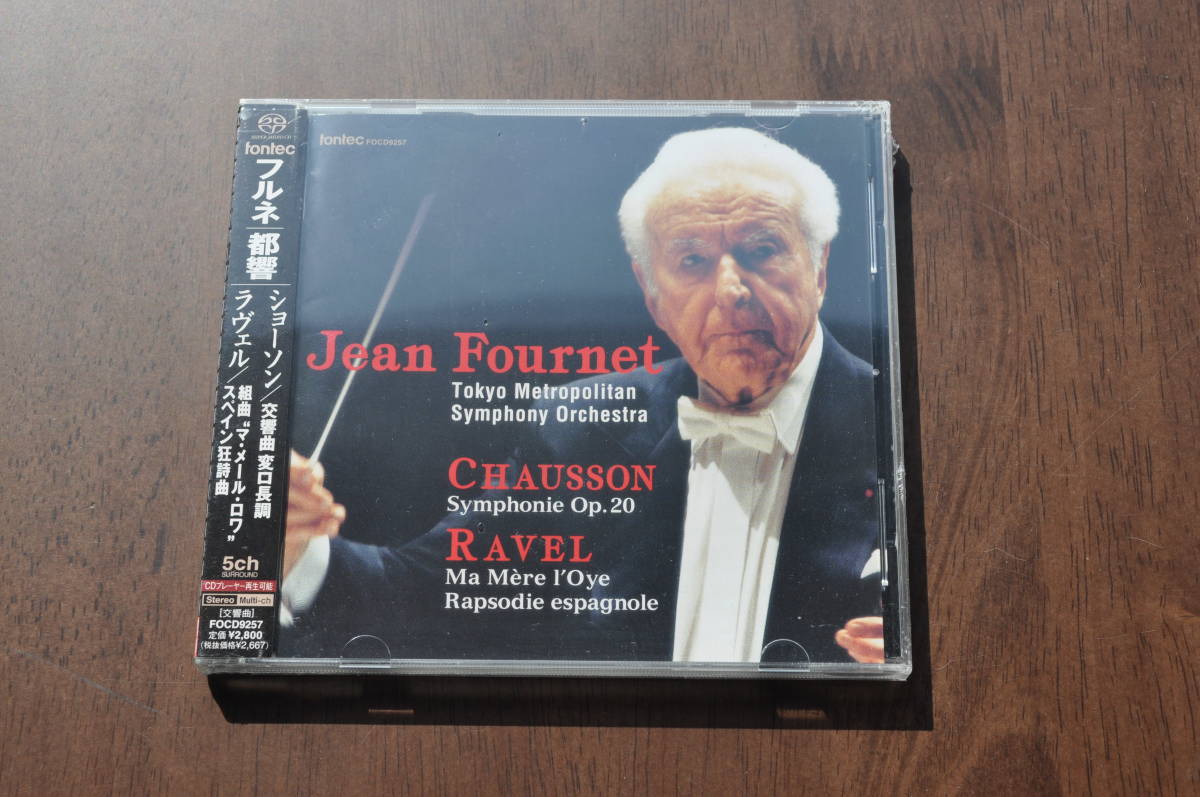 SUPER AUDIO CD
fontec
フルネ 都響
ショーソン/交響曲 変ロ長調
ラヴェル/組曲“マ・メール・ロワ”
スペイン狂詩曲
5ch
SURROUND
CDプレーヤー再生可能
Stereo Multi-ch
[交響曲]
FOCD9257
定価¥2,800
(税抜価格¥2,667)
fontec FOCD9257
Jean Fournet
Tokyo Metropolitan
Symphony Orchestra
CHAUSSON
Symphonie Op.20
RAVEL
Ma Mère l'Oye
Rapsodie espagnole